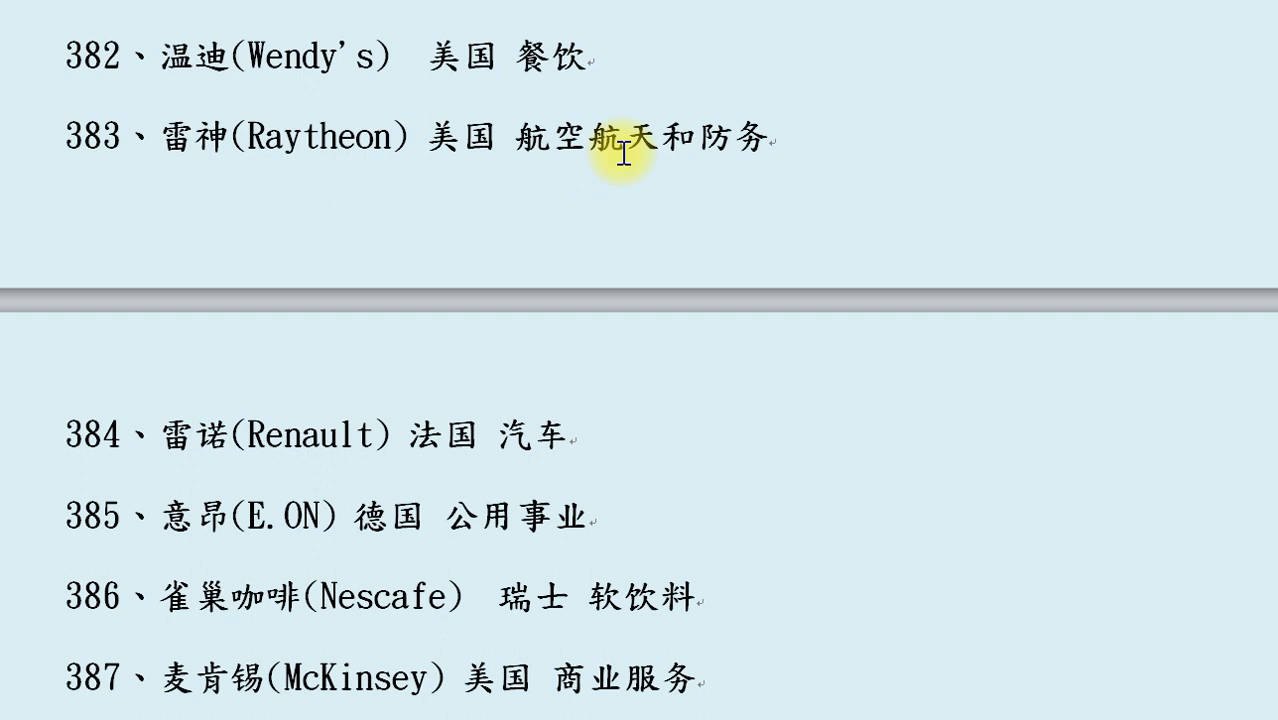 382、温迪(Wendy's) 美国 餐饮
383、雷神(Raytheon) 美国 航空航天和防务
384、雷诺(Renault) 法国 汽车
385、意昂(E.ON) 德国 公用事业
386、雀巢咖啡(Nescafe) 瑞士 软饮料
387、麦肯锡(McKinsey) 美国 商业服务